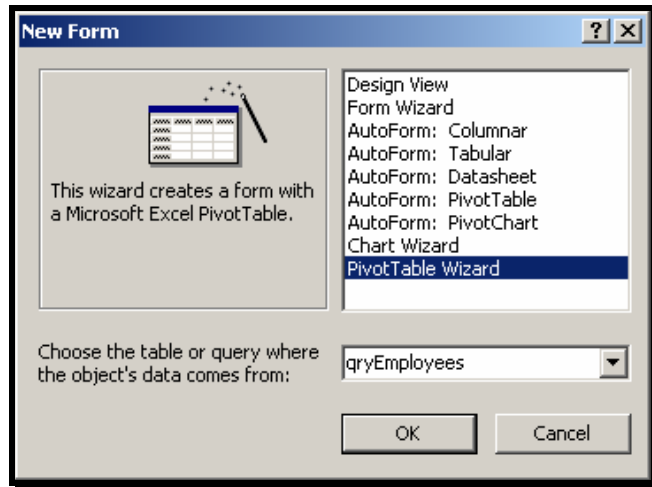 New Form
This wizard creates a form with
a Microsoft Excel PivotTable.
Design View
Form Wizard
AutoForm: Columnar
AutoForm: Tabular
AutoForm: Datasheet
AutoForm: PivotTable
AutoForm: PivotChart
Chart Wizard
PivotTable Wizard
Choose the table or query where
the object's data comes from:
qryEmployees
OK
Cancel